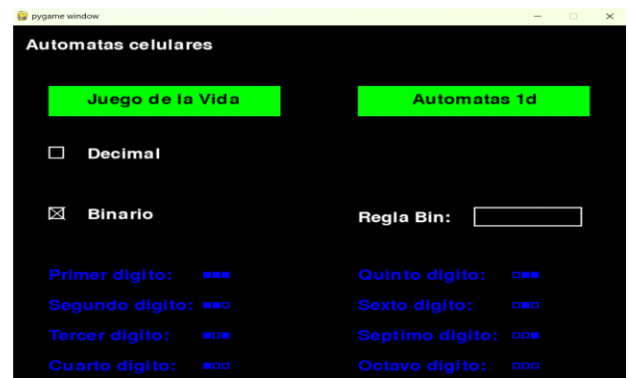 pygame window
Automatas celulares
Juego de la Vida
Automatas 1d
Decimal
Binario
Regla Bin:
Primer digito:
Quinto digito:
Segundo digito:
Sexto digito:
Tercer digito:
Septimo digito:
Cuarto digito:
Octavo digito: